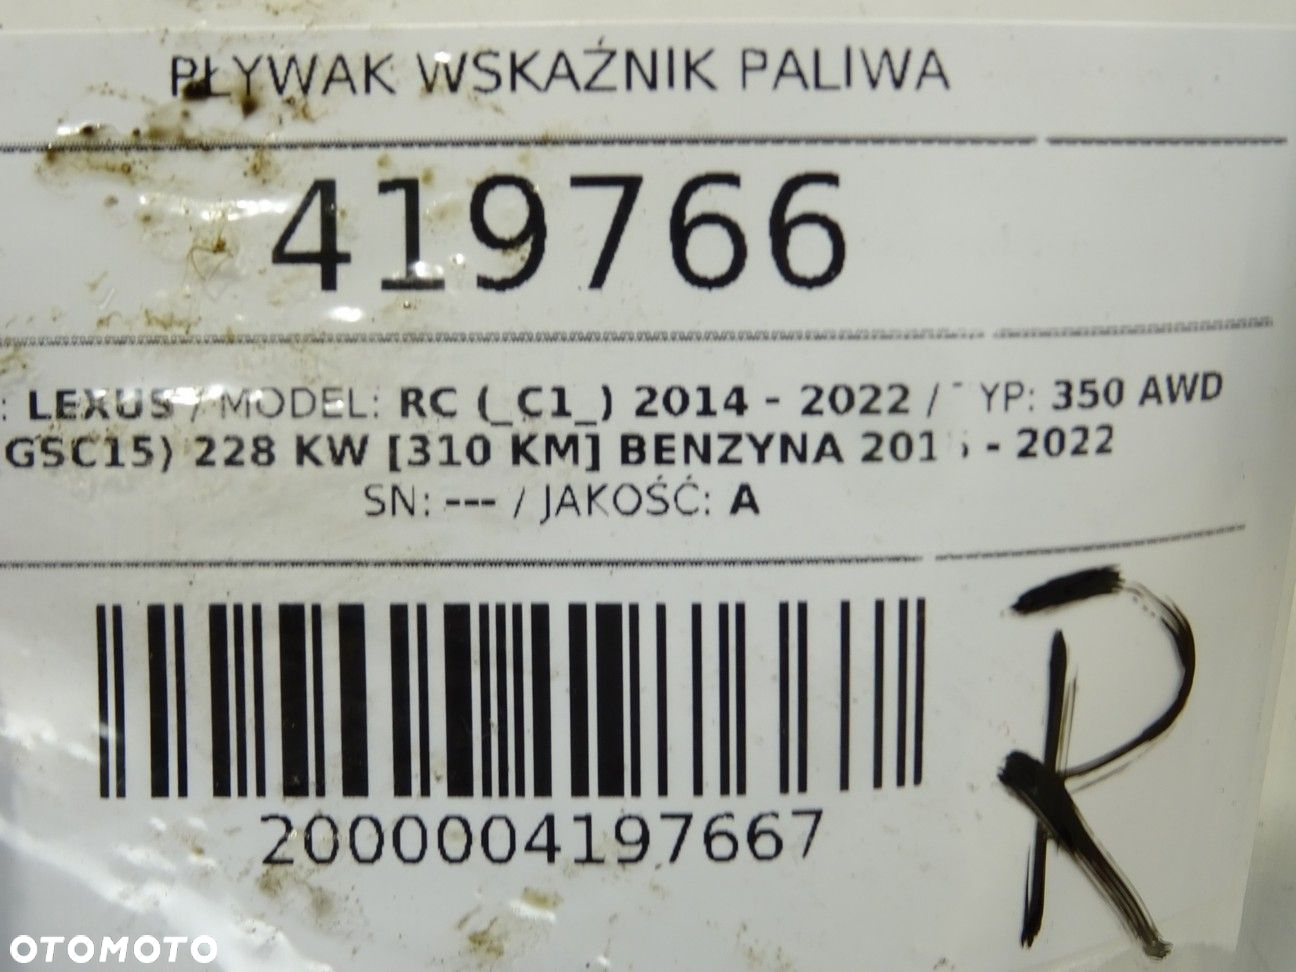 PŁYWAK WSKAŹNIK PALIWA
419766
: LEXUS / MODEL: RC (_C1_) 2014 - 2022 / TYP: 350 AWD
GSC15) 228 KW [310 KM] BENZYNA - 2022
SN: --- / JAKOŚĆ: A
2000004197667
R
OTOMOTO